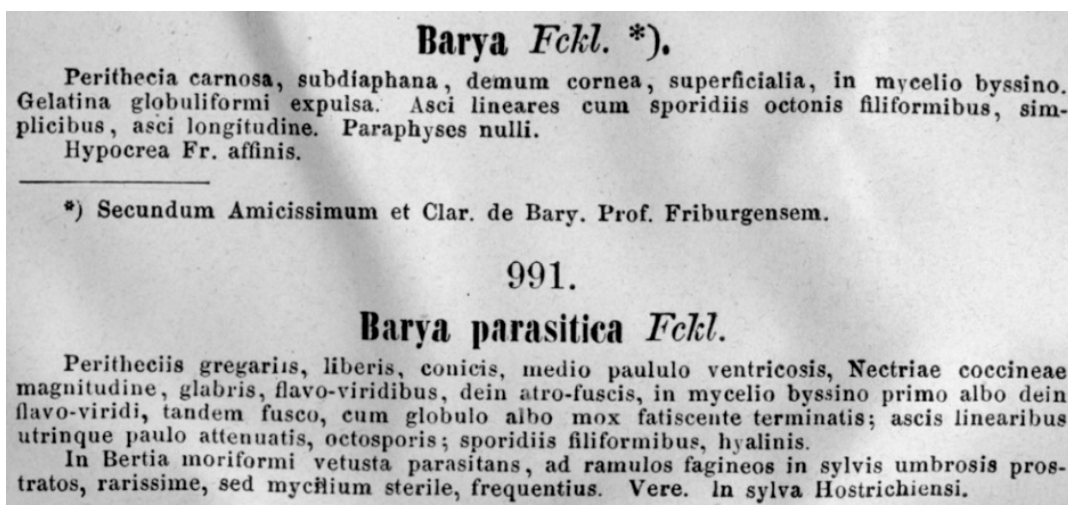 Barya Fckl. *).
Perithecia carnosa, subdiaphana, demum cornea, superficialia, in mycelio byssino.
Gelatina globuliformi expulsa. Asci lineares cum sporidiis octonis filiformibus, sim-
plicibus, asci longitudine. Paraphyses nulli.
Hypocrea Fr. affinis.
*) Secundum Amicissimum et Clar. de Bary. Prof. Friburgensem.
991.
Barya parasitica Fckl.
Peritheciis gregariis, liberis, conicis, medio paululo ventricosis, Nectriae coccineae
magnitudine, glabris, flavo-viridibus, dein atro-fuscis, in mycelio byssino primo albo dein
flavo-viridi, tandem fusco, cum globulo albo mox fatiscente terminatis; ascis linearibus
utrinque paulo attenuatis, octosporis; sporidiis filiformibus, hyalinis.
In Bertia moriformi vetusta parasitans, ad ramulos fagineos in sylvis umbrosis pros-
tratos, rarissime, sed mycelium sterile, frequentius. Vere. In sylva Hostrichiensi.